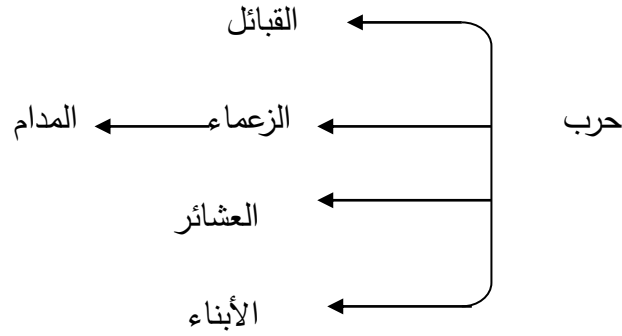 القبائل
حرب الزعماء المدام
العشائر
الأبناء